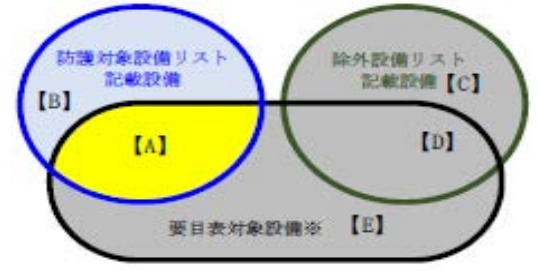 防護対象設備リスト
記載設備
【B】
除外設備リスト
記載設備【C】
【A】
【D】
要目表対象設備※ 【E】